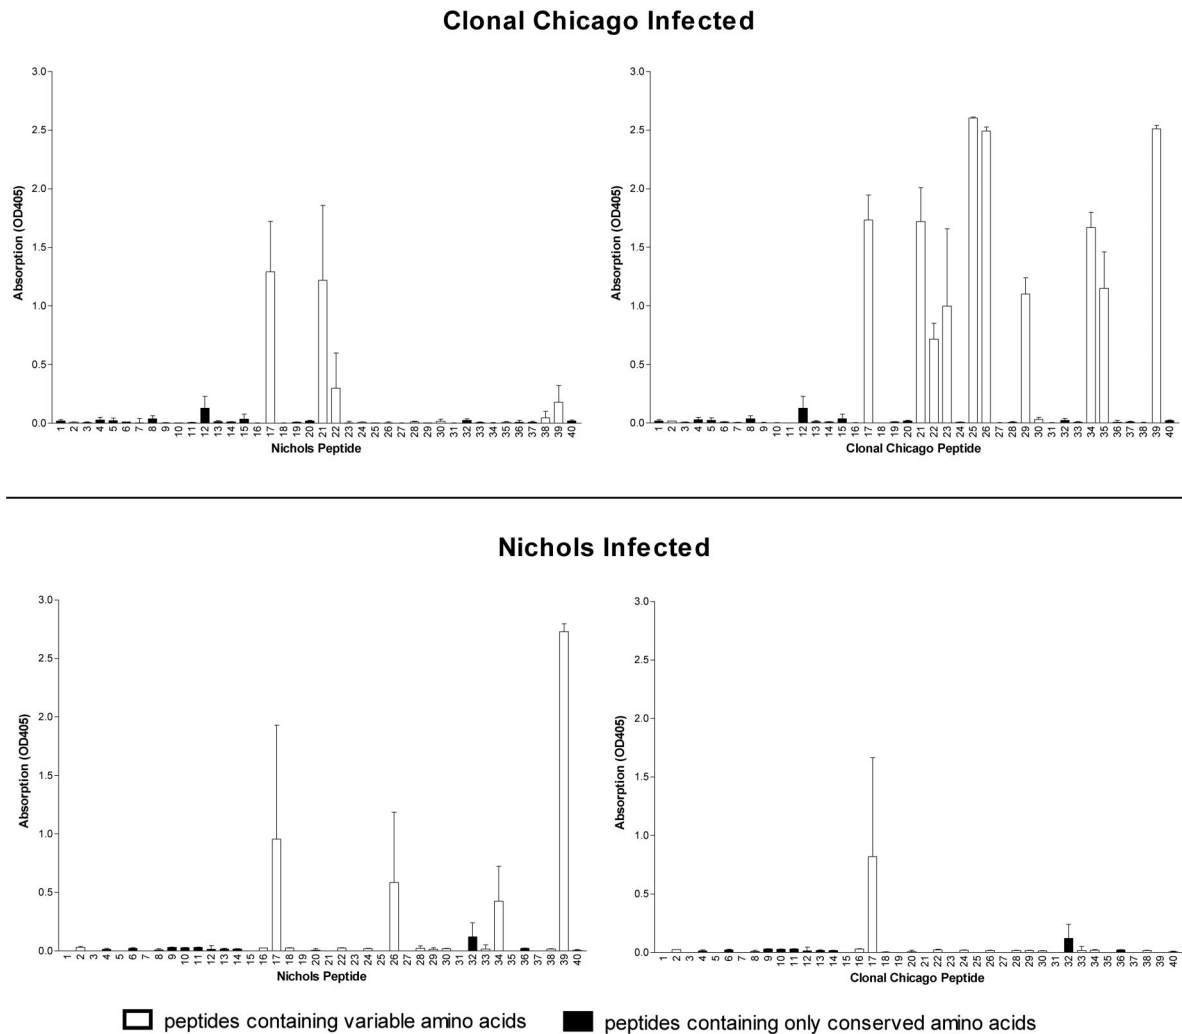 Clonal Chicago Infected
3.0
2.5
2.0
1.5
1.0
0.5
0.0
Absorption (OD405)
1 2 3 4 5 6 7 8 9 10 11 12 13 14 15 16 17 18 19 20 21 22 23 24 25 26 27 28 29 30 31 32 33 34 35 36 37 38 39 40
Nichols Peptide
3.0
2.5
2.0
1.5
1.0
0.5
0.0
Absorption (OD405)
1 2 3 4 5 6 7 8 9 10 11 12 13 14 15 16 17 18 19 20 21 22 23 24 25 26 27 28 29 30 31 32 33 34 35 36 37 38 39 40
Clonal Chicago Peptide
Nichols Infected
3.0
2.5
2.0
1.5
1.0
0.5
0.0
Absorption (OD405)
1 2 3 4 5 6 7 8 9 10 11 12 13 14 15 16 17 18 19 20 21 22 23 24 25 26 27 28 29 30 31 32 33 34 35 36 37 38 39 40
Nichols Peptide
3.0
2.5
2.0
1.5
1.0
0.5
0.0
Absorption (OD405)
1 2 3 4 5 6 7 8 9 10 11 12 13 14 15 16 17 18 19 20 21 22 23 24 25 26 27 28 29 30 31 32 33 34 35 36 37 38 39 40
Clonal Chicago Peptide
peptides containing variable amino acids
peptides containing only conserved amino acids